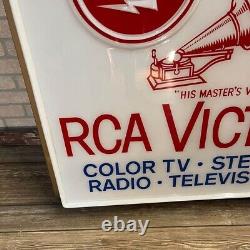 "HIS MASTER'S V
RCA VICT
COLOR TV · STE
RADIO · TELEVIS